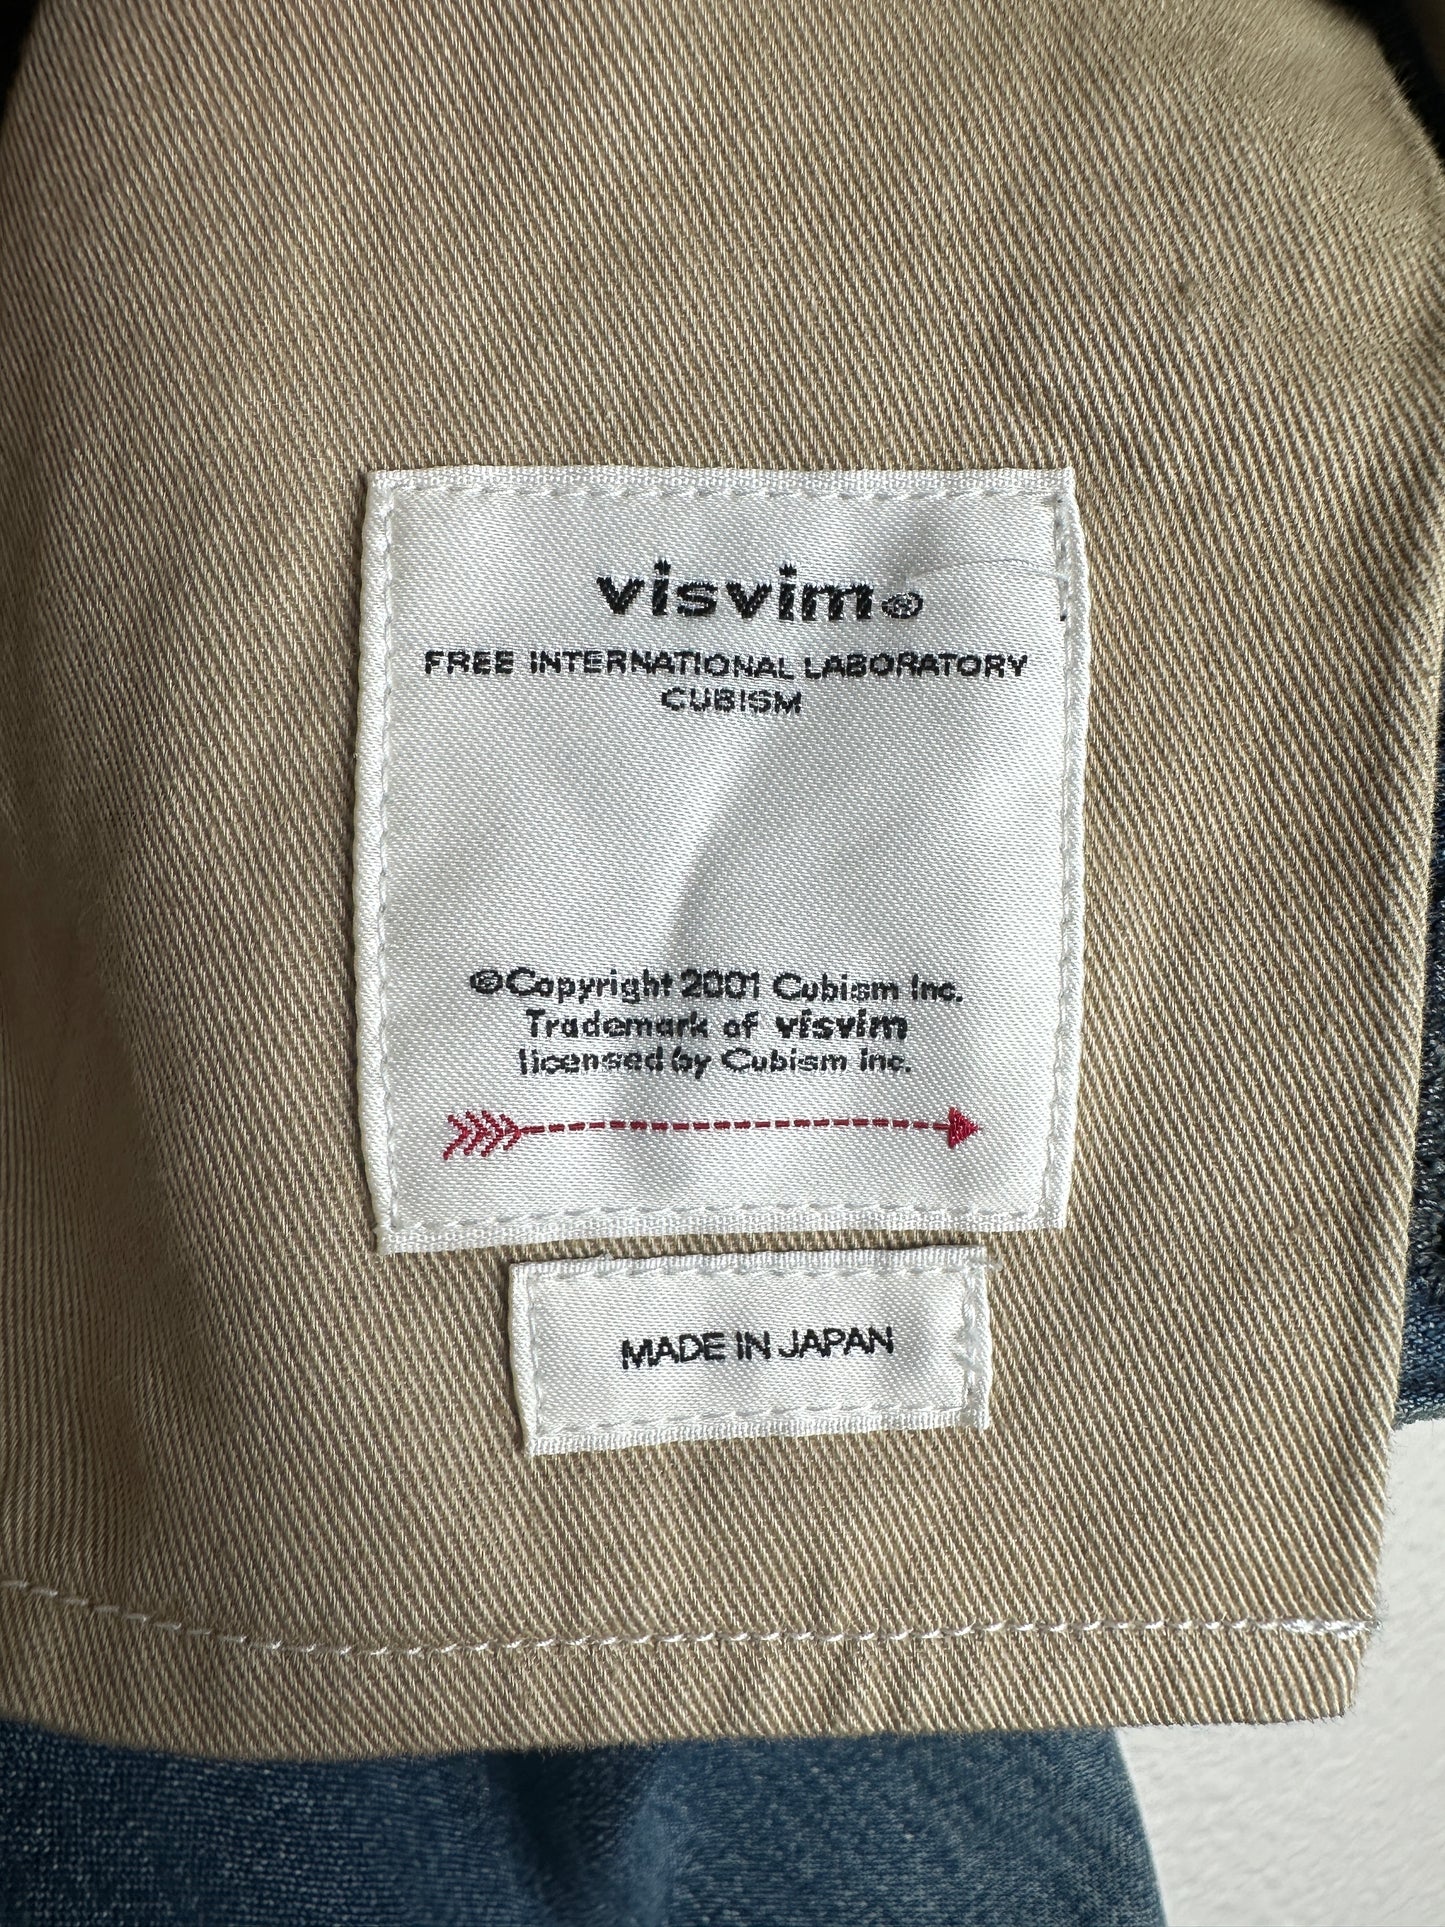 visvim®
FREE INTERNATIONAL LABORATORY
CUBISM
©Copyright 2001 Cubism Inc.
Trademark of visvim
licensed by Cubism Inc.
MADE IN JAPAN